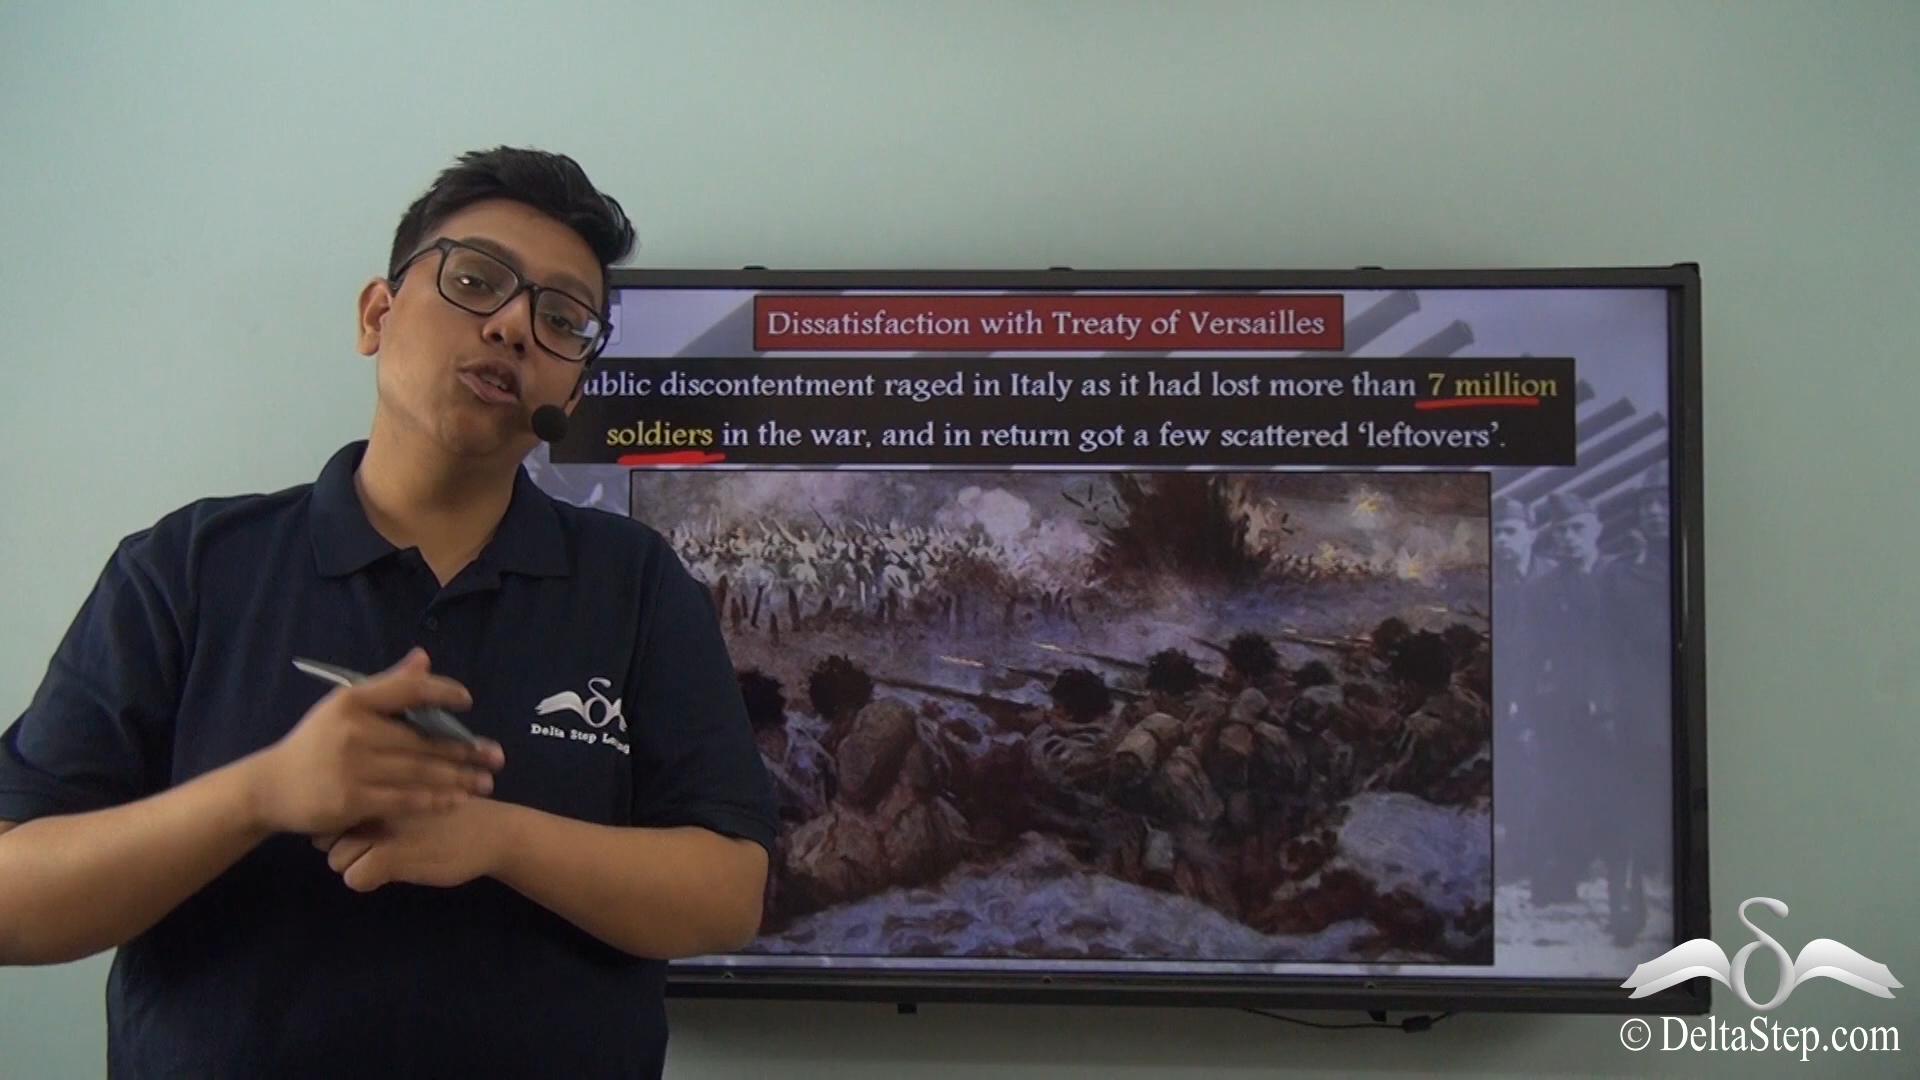 Dissatisfaction with Treaty of Versailles
ublic discontentment raged in Italy as it had lost more than 7 million
soldiers in the war, and in return got a few scattered ‘leftovers’.
Delta Step
© DeltaStep.com